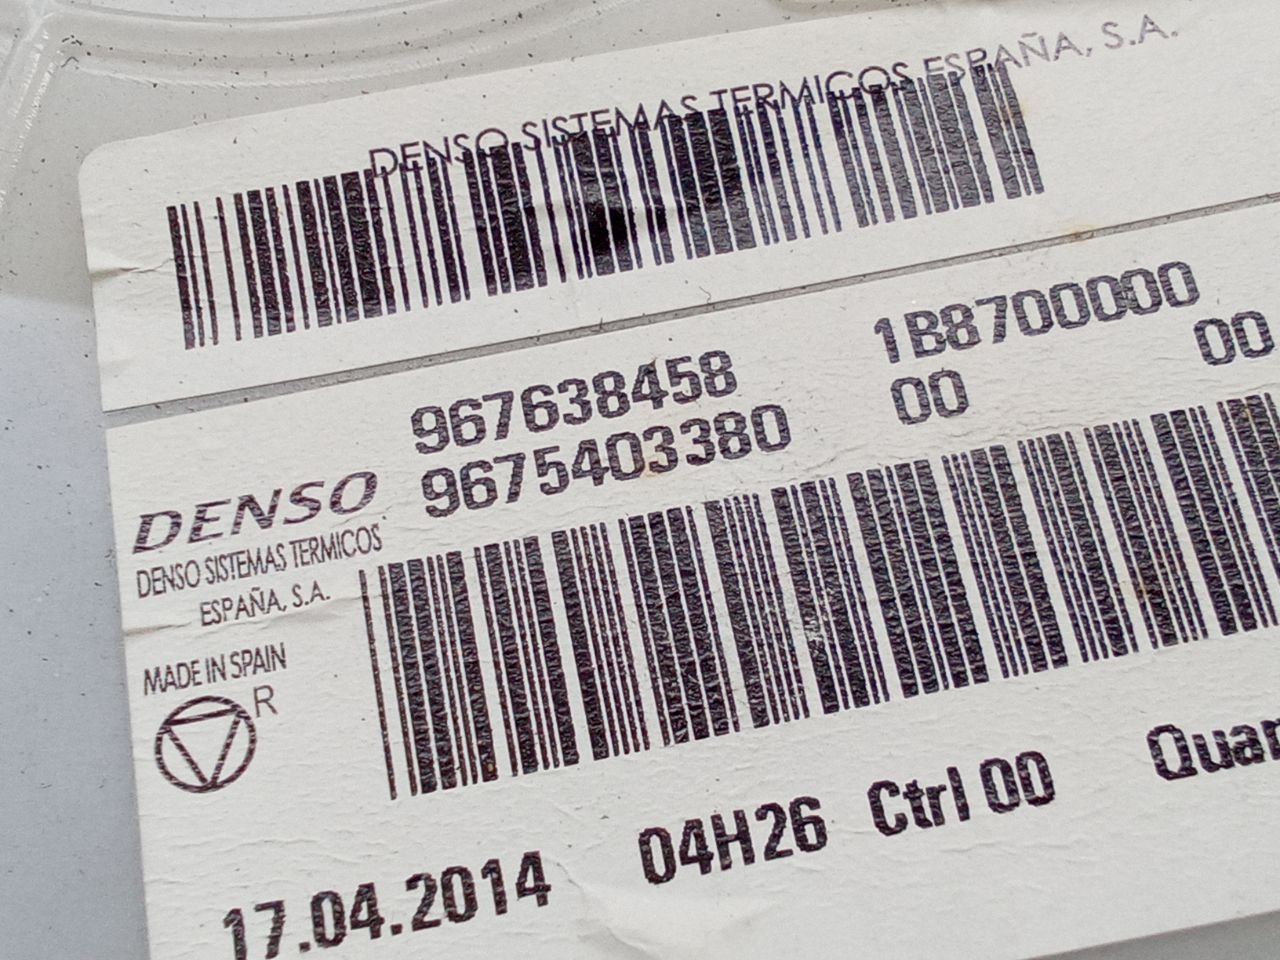 DENSO SISTEMAS TERMICOS ESPAÑA, S.A.
967638458 1B8700000
9675403380 00 00
DENSO
DENSO SISTEMAS TERMICOS
ESPAÑA, S.A.
MADE IN SPAIN
R
17.04.2014 04H26 Ctrl 00